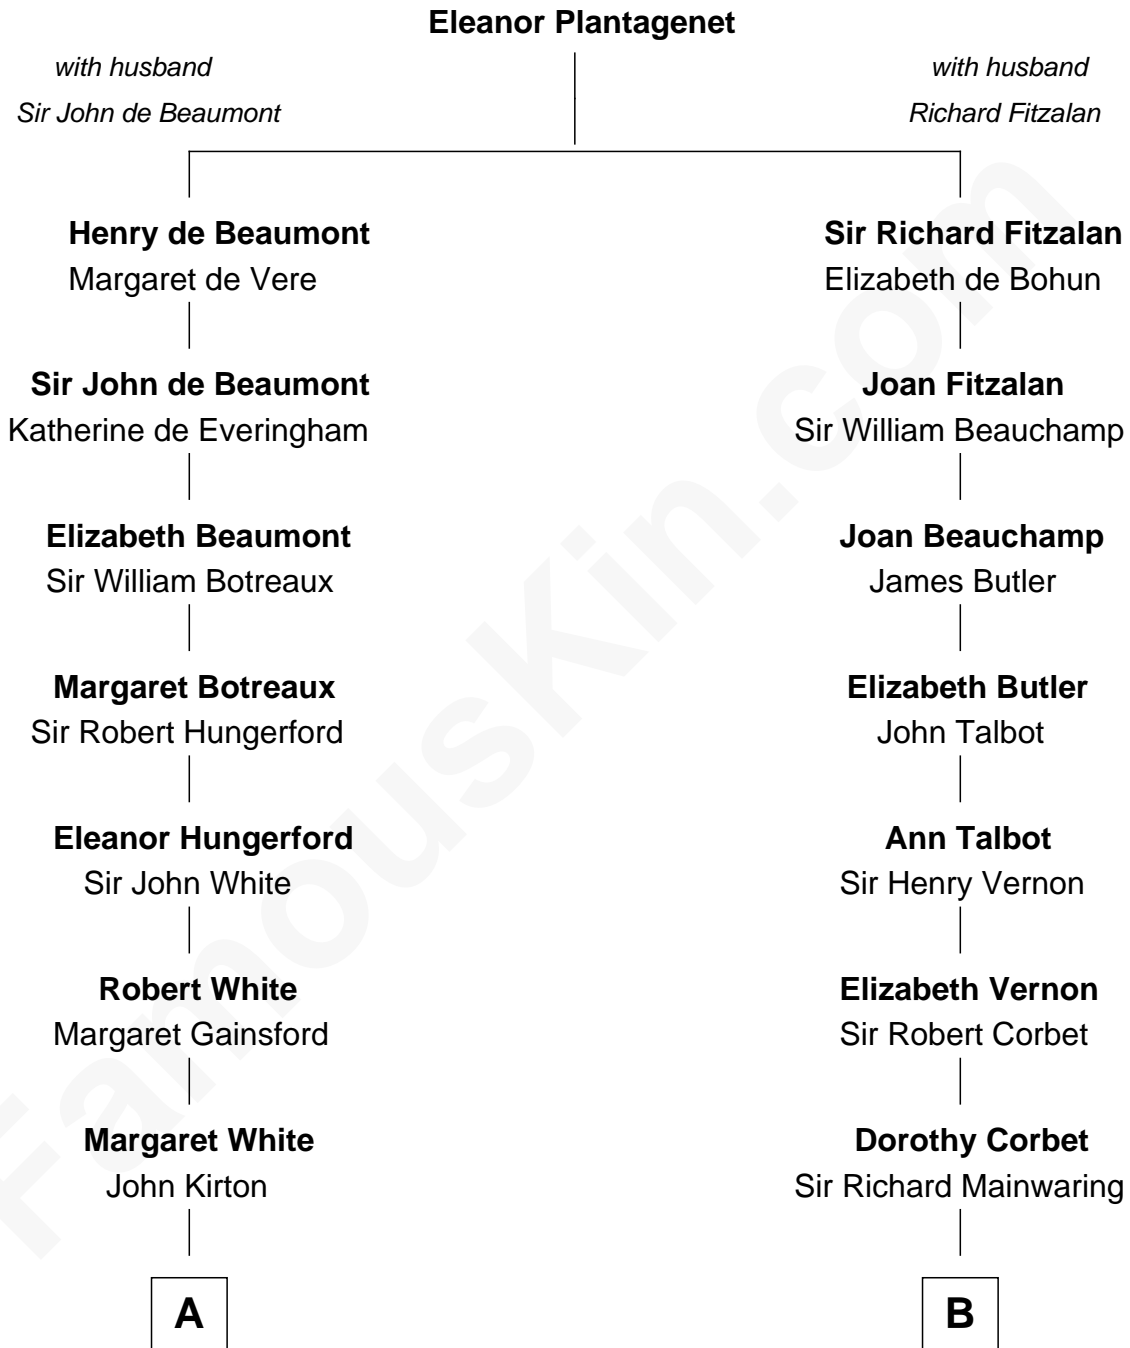 Eleanor Plantagenet
with husband
Sir John de Beaumont
with husband
Richard Fitzalan
Henry de Beaumont
Margaret de Vere
Sir Richard Fitzalan
Elizabeth de Bohun
Sir John de Beaumont
Katherine de Everingham
Joan Fitzalan
Sir William Beauchamp
Elizabeth Beaumont
Sir William Botreaux
Joan Beauchamp
James Butler
Margaret Botreaux
Sir Robert Hungerford
Elizabeth Butler
John Talbot
Eleanor Hungerford
Sir John White
Ann Talbot
Sir Henry Vernon
Robert White
Margaret Gainsford
Elizabeth Vernon
Sir Robert Corbet
Margaret White
John Kirton
Dorothy Corbet
Sir Richard Mainwaring
A
B
FamousKin.com